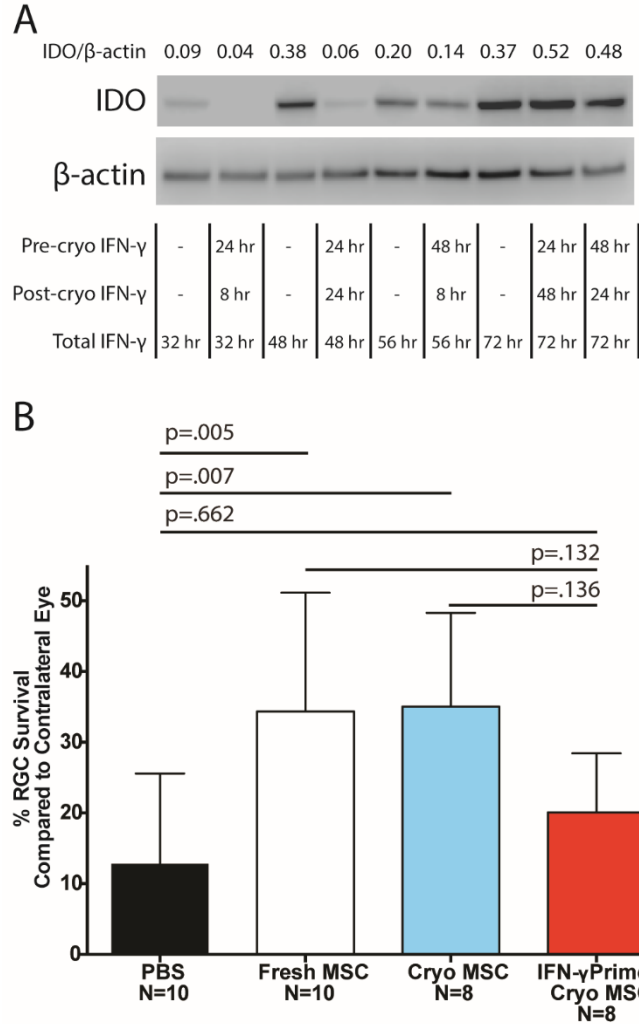 A
IDO/β-actin 0.09 0.04 0.38 0.06 0.20 0.14 0.37 0.52 0.48
IDO
β-actin
Pre-cryo IFN-γ - 24 hr - 24 hr - 48 hr - 24 hr 48 hr
Post-cryo IFN-γ - 8 hr - 24 hr - 8 hr - 48 hr 24 hr
Total IFN-γ 32 hr 32 hr 48 hr 48 hr 56 hr 56 hr 72 hr 72 hr 72 hr
B
p=.005
p=.007
p=.662
p=.132
p=.136
% RGC Survival
Compared to Contralateral Eye
50
40
30
20
10
0
PBS
N=10
Fresh MSC
N=10
Cryo MSC
N=8
IFN-γPrime
Cryo MSC
N=8